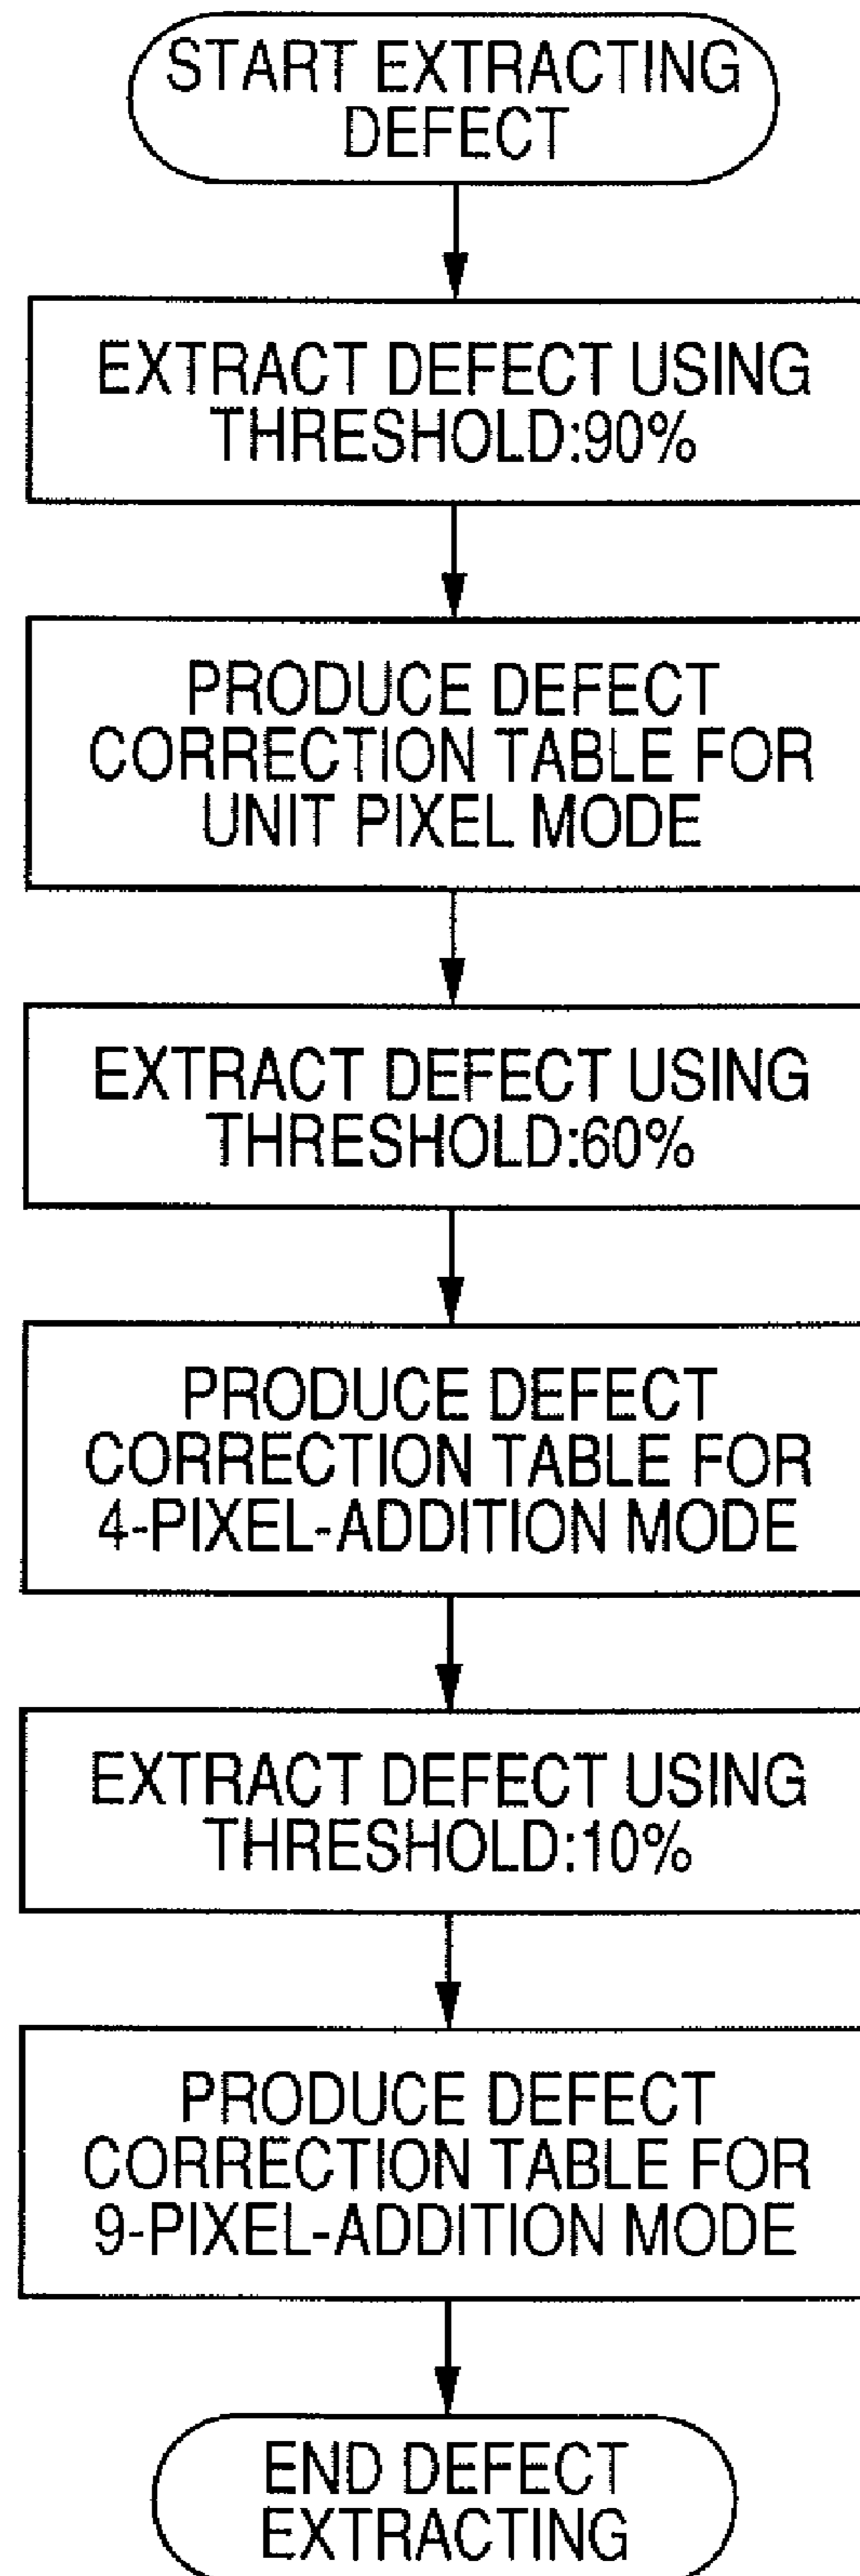 START EXTRACTING
DEFECT
EXTRACT DEFECT USING
THRESHOLD:90%
PRODUCE DEFECT
CORRECTION TABLE FOR
UNIT PIXEL MODE
EXTRACT DEFECT USING
THRESHOLD:60%
PRODUCE DEFECT
CORRECTION TABLE FOR
4-PIXEL-ADDITION MODE
EXTRACT DEFECT USING
THRESHOLD:10%
PRODUCE DEFECT
CORRECTION TABLE FOR
9-PIXEL-ADDITION MODE
END DEFECT
EXTRACTING